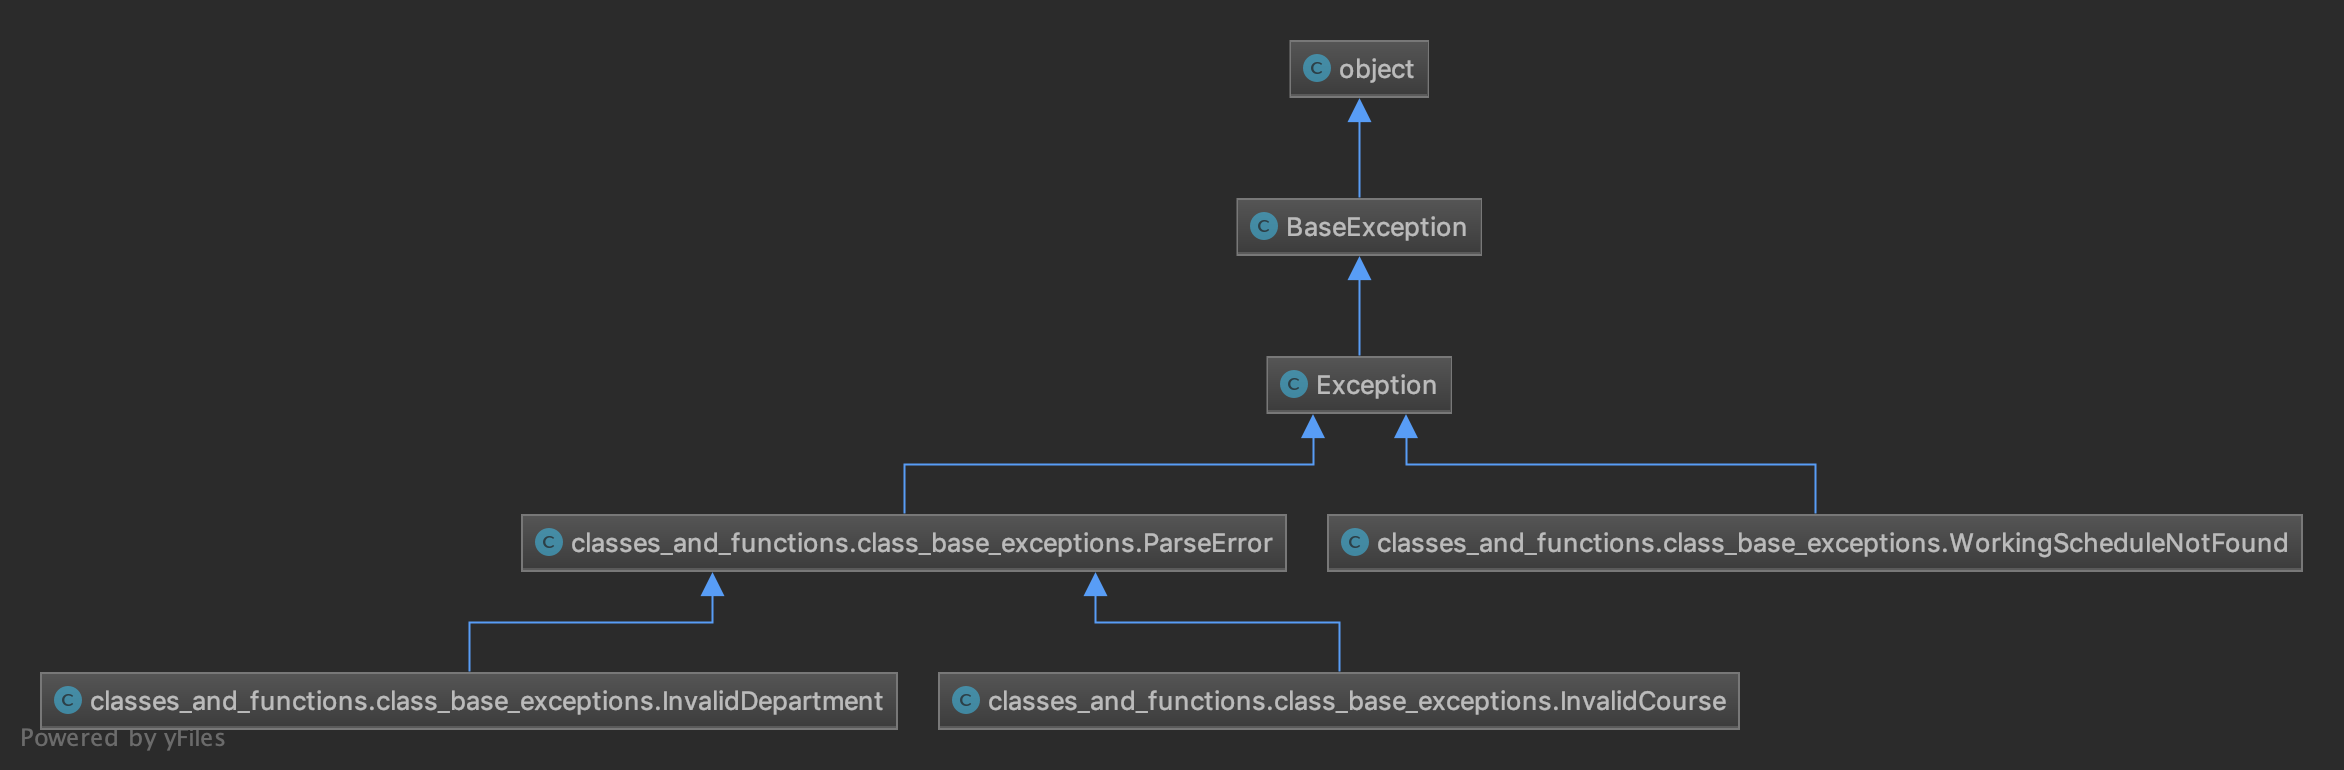 C object
C BaseException
C Exception
C classes_and_functions.class_base_exceptions.ParseError
C classes_and_functions.class_base_exceptions.WorkingScheduleNotFound
C classes_and_functions.class_base_exceptions.InvalidDepartment
C classes_and_functions.class_base_exceptions.InvalidCourse
Powered by yFiles